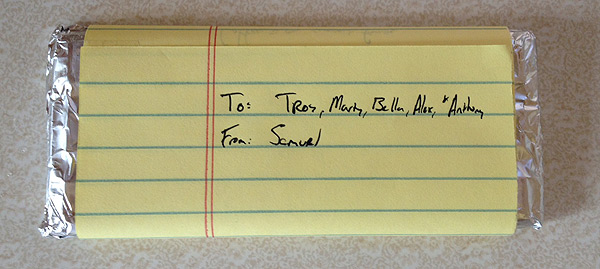 To: Troy, Marty, Bella, Alex, & Anthony
From: Samuel